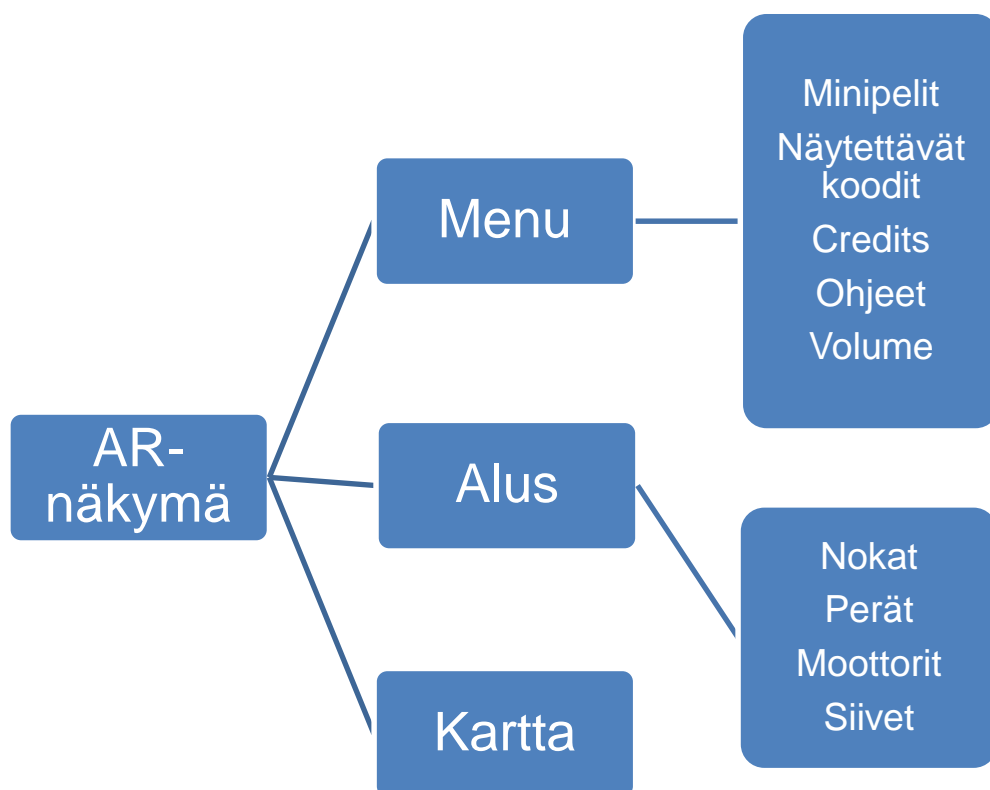 AR-
näkymä
Menu
Minipelit
Näytettävät
koodit
Credits
Ohjeet
Volume
Alus
Nokat
Perät
Moottorit
Siivet
Kartta